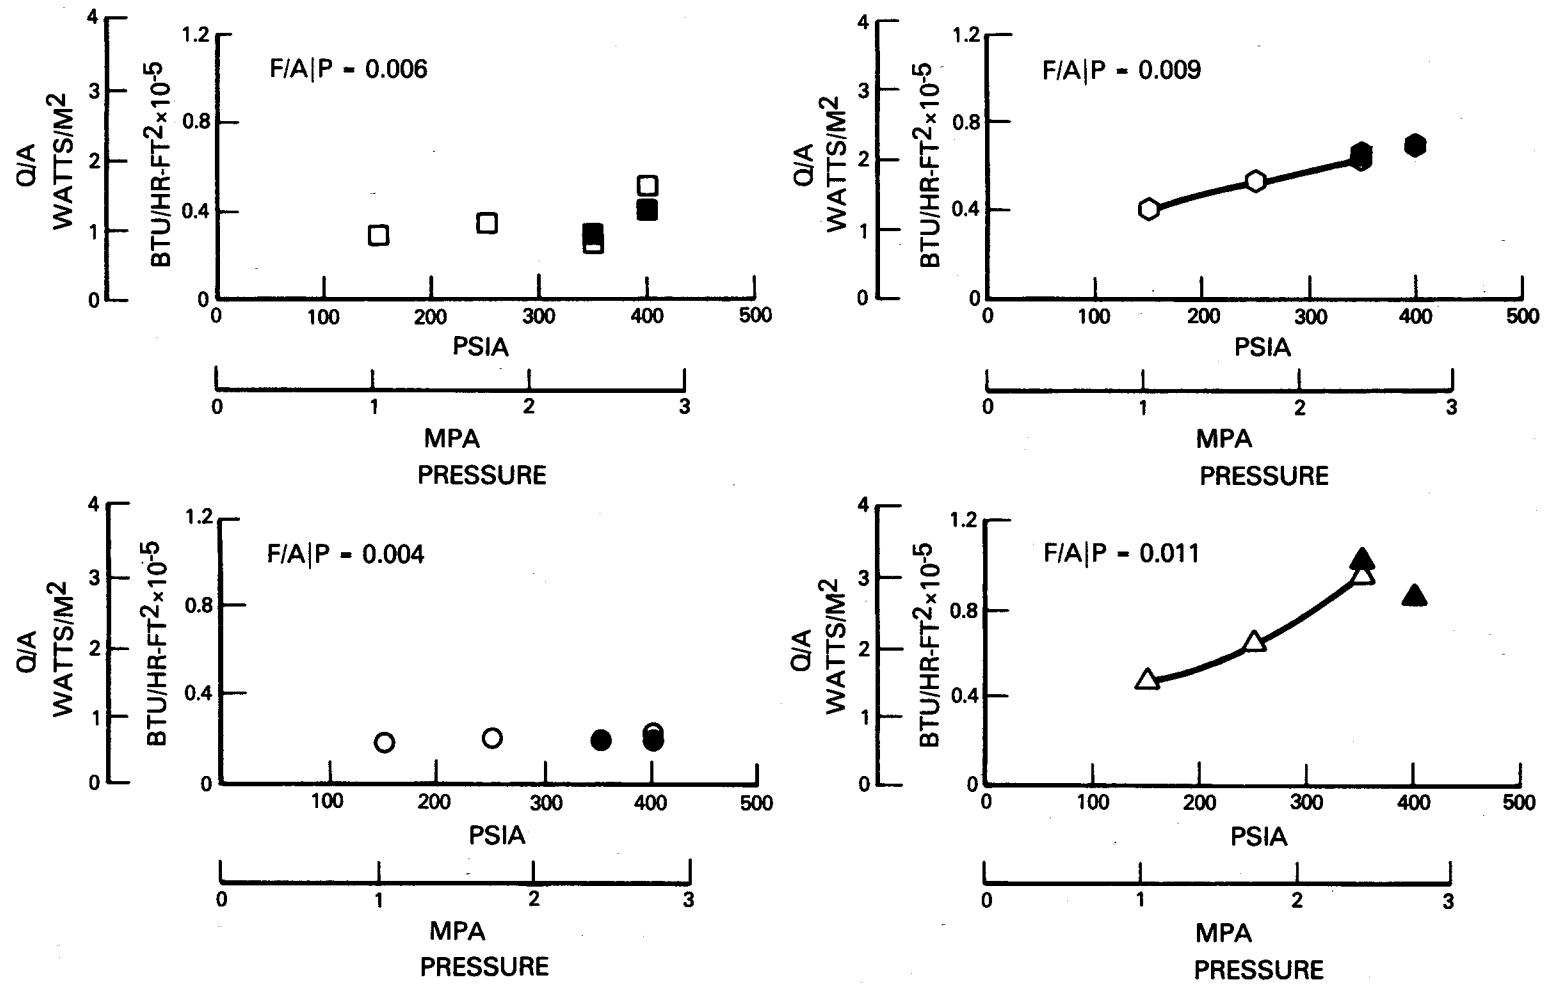 F/A|P = 0.006
Q/A
WATTS/M2
4
3
2
1
0
BTU/HR-FT2×10-5
1.2
0.8
0.4
0
0 100 200 300 400 500
PSIA
0 1 2 3
MPA
PRESSURE
F/A|P = 0.009
Q/A
WATTS/M2
4
3
2
1
0
BTU/HR-FT2×10-5
1.2
0.8
0.4
0
0 100 200 300 400 500
PSIA
0 1 2 3
MPA
PRESSURE
F/A|P = 0.004
Q/A
WATTS/M2
4
3
2
1
0
BTU/HR-FT2×10-5
1.2
0.8
0.4
0
100 200 300 400 500
PSIA
0 1 2 3
MPA
PRESSURE
F/A|P = 0.011
Q/A
WATTS/M2
4
3
2
1
0
BTU/HR-FT2×10-5
1.2
0.8
0.4
0
0 100 200 300 400 500
PSIA
0 1 2 3
MPA
PRESSURE